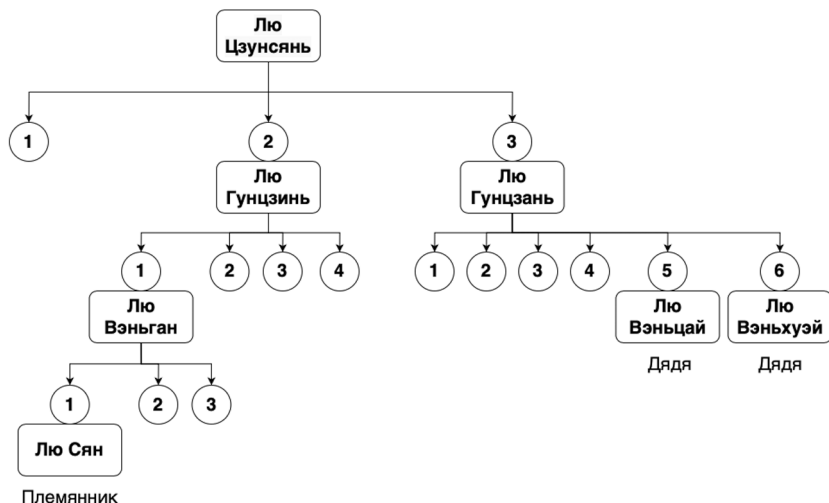 Лю
Цзунсянь
1
2
3
Лю
Гунцзинь
Лю
Гунцзань
1
2
3
4
1
2
3
4
5
6
Лю
Вэньган
Лю
Вэньцай
Лю
Вэньхуэй
Дядя
Дядя
1
2
3
Лю Сян
Племянник